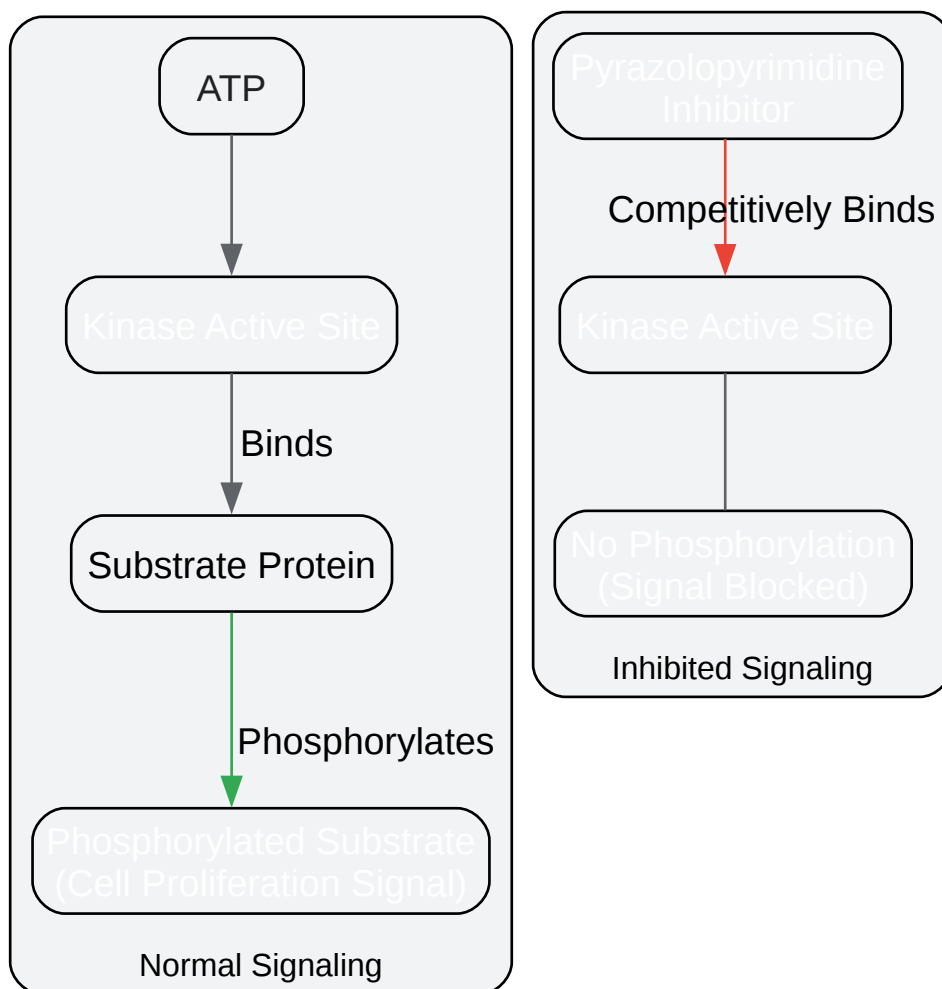 ATP
Kinase Active Site
Binds
Substrate Protein
Phosphorylates
Phosphorylated Substrate
(Cell Proliferation Signal)
Normal Signaling
Pyrazolopyrimidine
Inhibitor
Competitively Binds
Kinase Active Site
No Phosphorylation
(Signal Blocked)
Inhibited Signaling